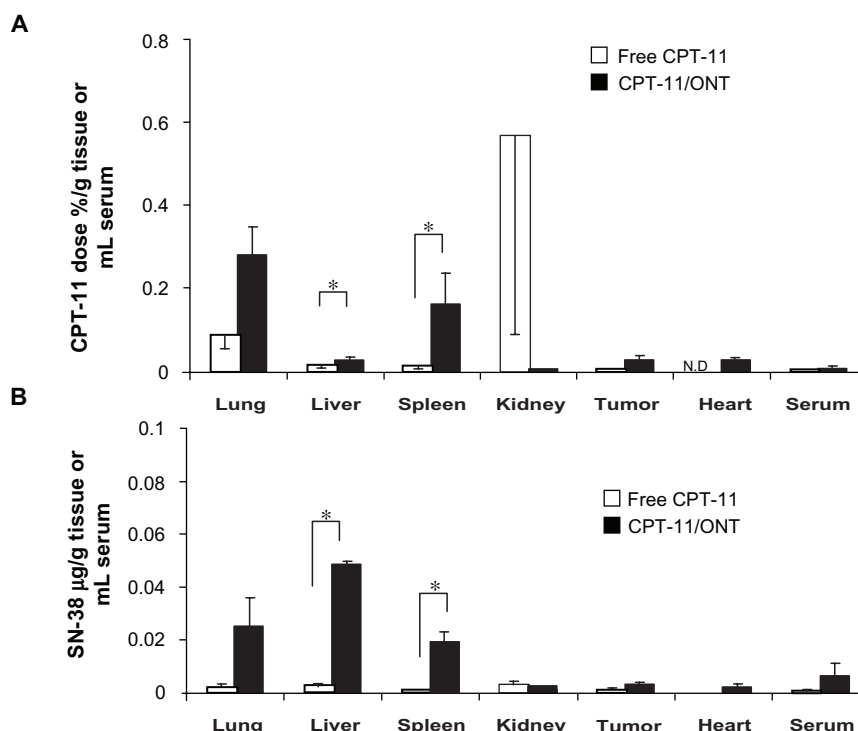 A
CPT-11 dose %/g tissue or
mL serum
0.8
0.6
0.4
0.2
0
Free CPT-11
CPT-11/ONT
*
*
N.D
Lung Liver Spleen Kidney Tumor Heart Serum
B
SN-38 µg/g tissue or
mL serum
0.1
0.08
0.06
0.04
0.02
0
Free CPT-11
CPT-11/ONT
*
*
Lung Liver Spleen Kidney Tumor Heart Serum